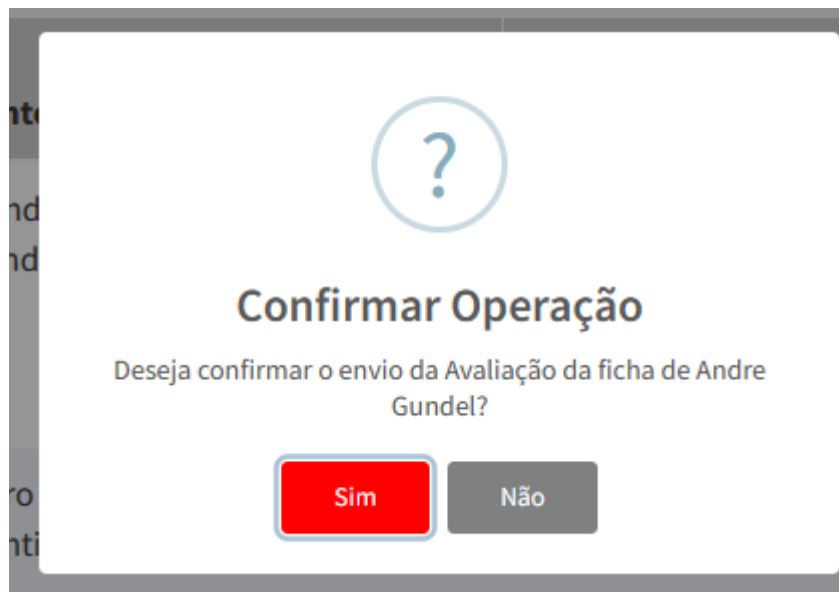 ?
Confirmar Operação
Deseja confirmar o envio da Avaliação da ficha de Andre
Gundel?
Sim
Não